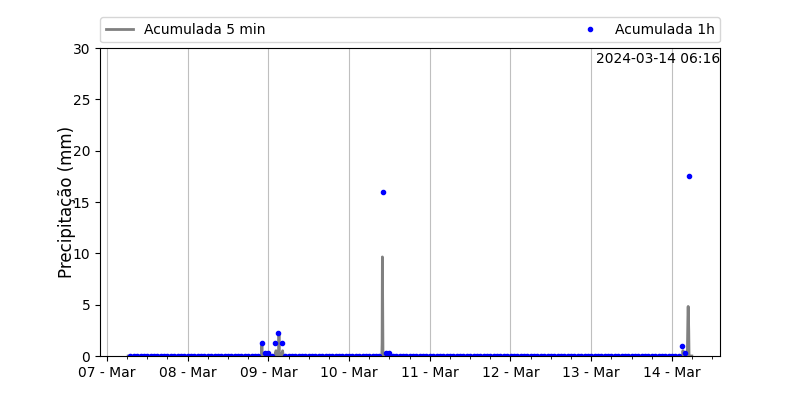 Acumulada 5 min
Acumulada 1h
2024-03-14 06:16
Precipitação (mm)
30
25
20
15
10
5
0
07 - Mar
08 - Mar
09 - Mar
10 - Mar
11 - Mar
12 - Mar
13 - Mar
14 - Mar